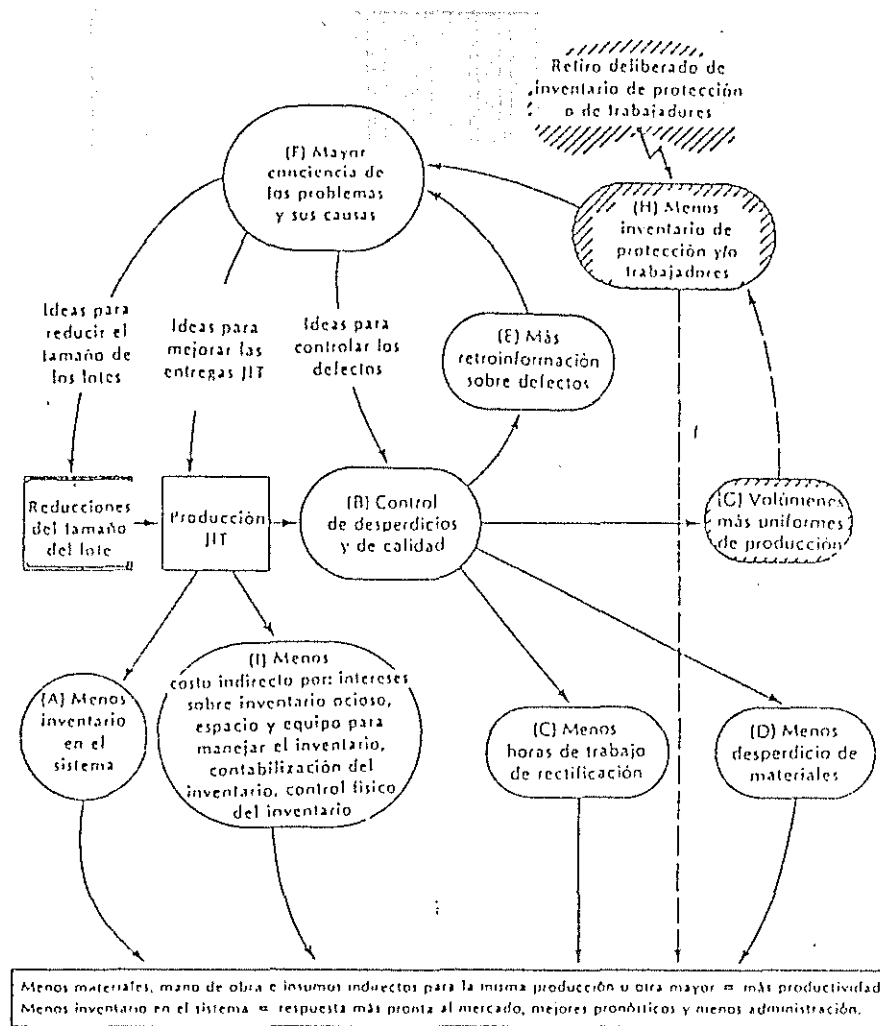 Retiro deliberado de
inventario de protección
o de trabajadores
(F) Mayor
conciencia de
los problemas
y sus causas
(H) Menos
inventario de
protección y/o
trabajadores
Ideas para
reducir el
tamaño de
los lotes
Ideas para
mejorar las
entregas JIT
Ideas para
controlar los
defectos
(E) Más
retroinformación
sobre defectos
Reducciones
del tamaño
del lote
Producción
JIT
(B) Control
de desperdicios
y de calidad
(G) Volúmenes
más uniformes
de producción
(A) Menos
inventario
en el
sistema
(I) Menos
costo indirecto por: intereses
sobre inventario ocioso,
espacio y equipo para
manejar el inventario,
contabilización del
inventario, control físico
del inventario
(C) Menos
horas de trabajo
de rectificación
(D) Menos
desperdicio de
materiales
Menos materiales, mano de obra e insumos indirectos para la misma producción u otra mayor = más productividad
Menos inventario en el sistema = respuesta más pronta al mercado, mejores pronósticos y menos administración.